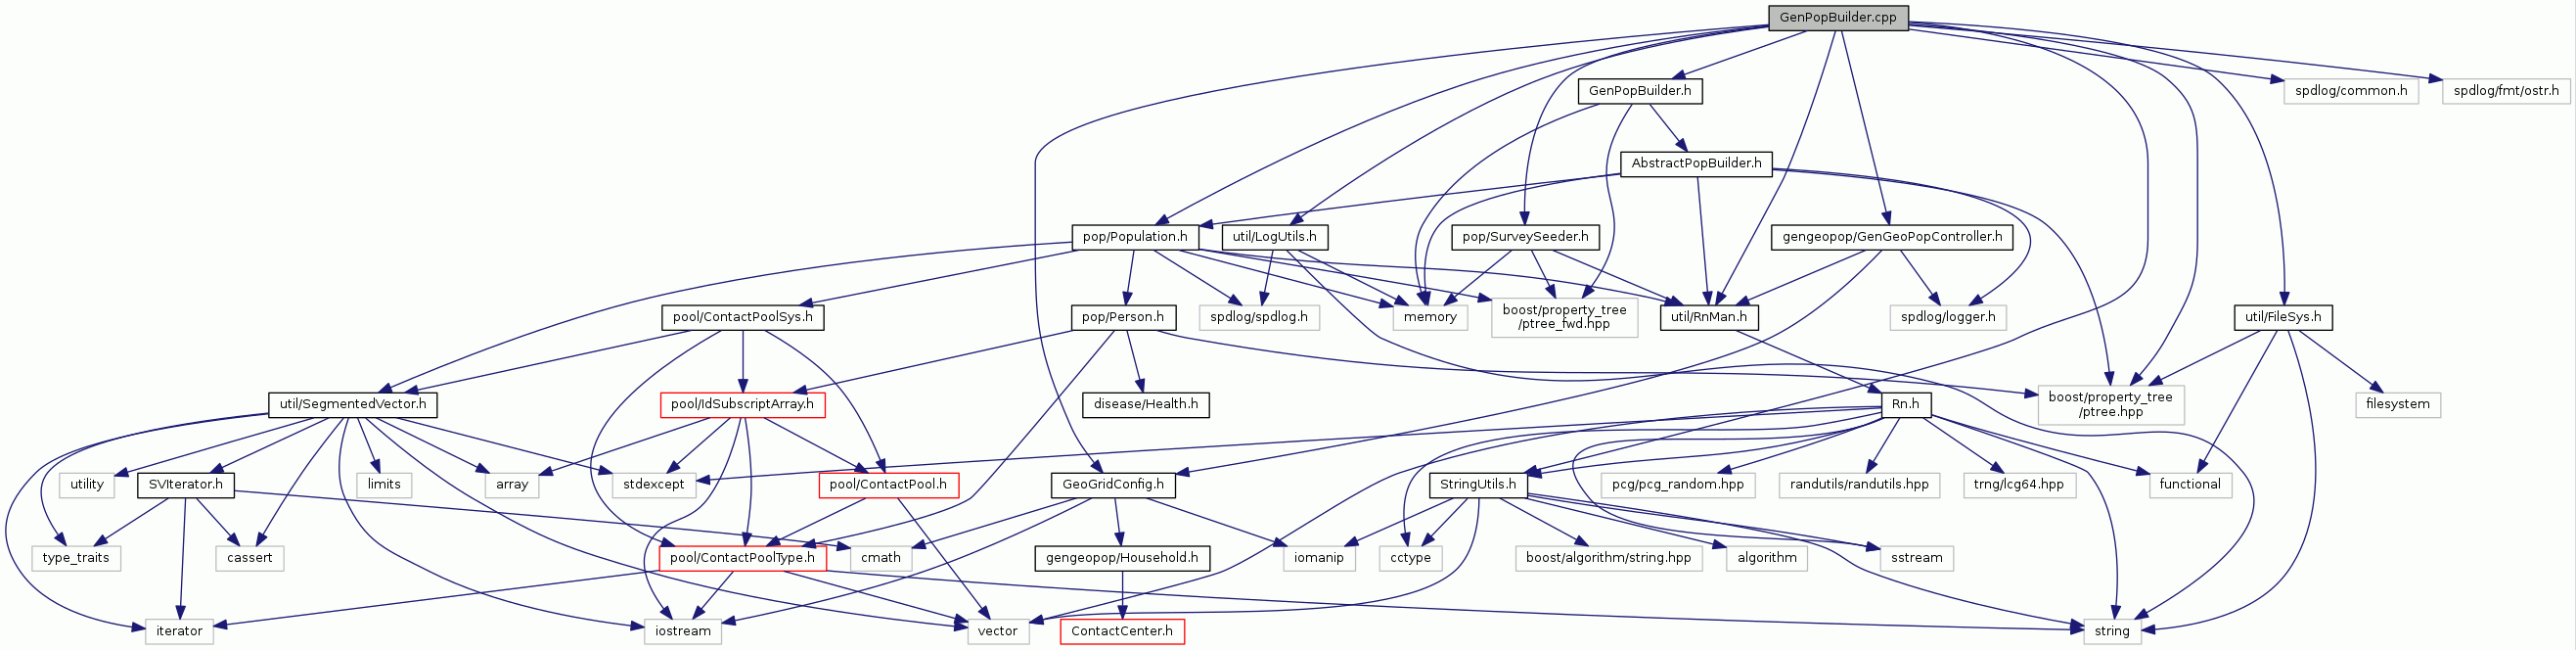 GenPopBuilder.cpp
GenPopBuilder.h
spdlog/common.h
spdlog/fmt/ostr.h
AbstractPopBuilder.h
pop/Population.h
util/LogUtils.h
pop/SurveySeeder.h
gengeopop/GenGeoPopController.h
pool/ContactPoolSys.h
pop/Person.h
spdlog/spdlog.h
memory
boost/property_tree
/ptree_fwd.hpp
util/RnMan.h
spdlog/logger.h
util/FileSys.h
util/SegmentedVector.h
pool/IdSubscriptArray.h
disease/Health.h
Rn.h
boost/property_tree
/ptree.hpp
filesystem
utility
SVIterator.h
limits
array
stdexcept
pool/ContactPool.h
GeoGridConfig.h
StringUtils.h
pcg/pcg_random.hpp
randutils/randutils.hpp
trng/lcg64.hpp
functional
type_traits
cassert
pool/ContactPoolType.h
cmath
gengeopop/Household.h
iomanip
cctype
boost/algorithm/string.hpp
algorithm
sstream
iterator
iostream
vector
ContactCenter.h
string